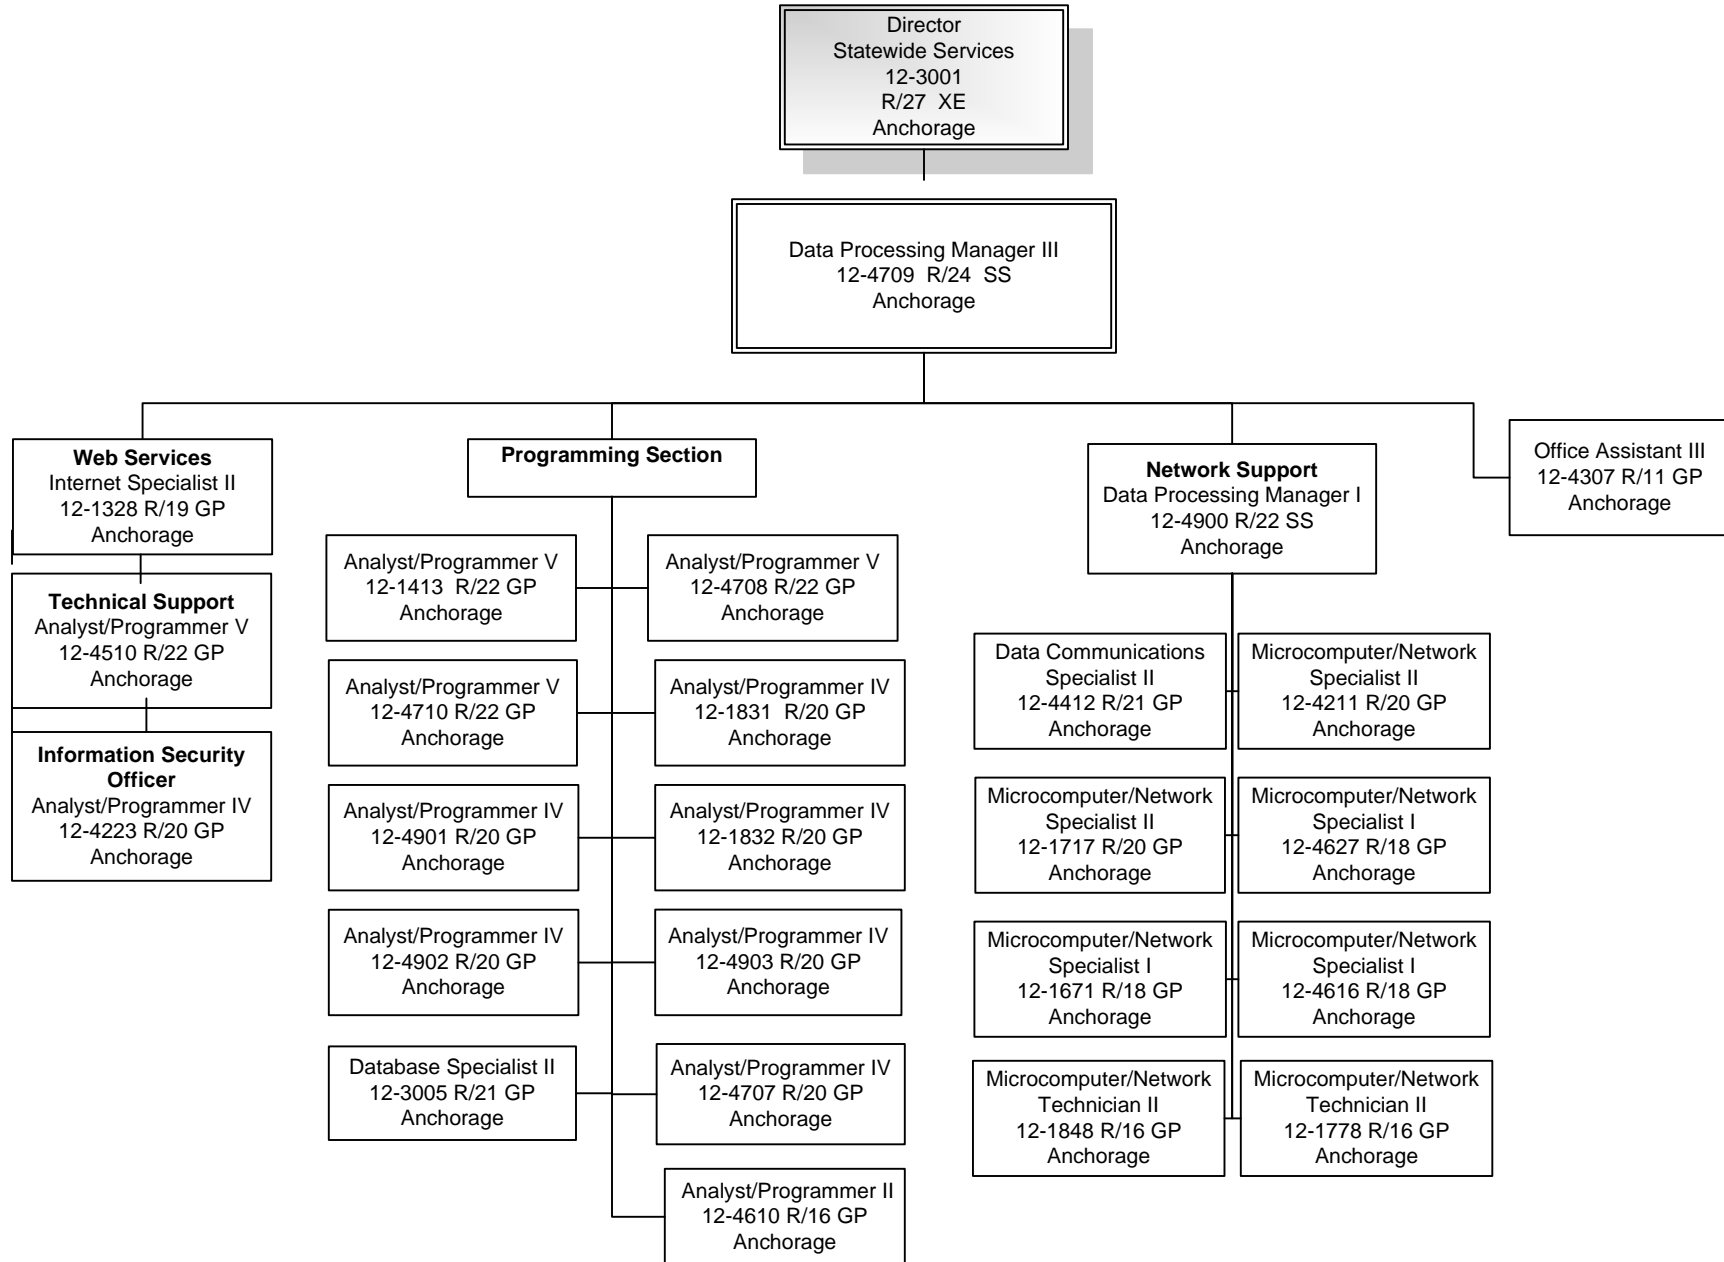 Director
Statewide Services
12-3001
R/27 XE
Anchorage
Data Processing Manager III
12-4709 R/24 SS
Anchorage
Web Services
Internet Specialist II
12-1328 R/19 GP
Anchorage
Technical Support
Analyst/Programmer V
12-4510 R/22 GP
Anchorage
Information Security
Officer
Analyst/Programmer IV
12-4223 R/20 GP
Anchorage
Programming Section
Analyst/Programmer V
12-1413 R/22 GP
Anchorage
Analyst/Programmer V
12-4708 R/22 GP
Anchorage
Analyst/Programmer V
12-4710 R/22 GP
Anchorage
Analyst/Programmer IV
12-1831 R/20 GP
Anchorage
Analyst/Programmer IV
12-4901 R/20 GP
Anchorage
Analyst/Programmer IV
12-1832 R/20 GP
Anchorage
Analyst/Programmer IV
12-4902 R/20 GP
Anchorage
Analyst/Programmer IV
12-4903 R/20 GP
Anchorage
Database Specialist II
12-3005 R/21 GP
Anchorage
Analyst/Programmer IV
12-4707 R/20 GP
Anchorage
Analyst/Programmer II
12-4610 R/16 GP
Anchorage
Network Support
Data Processing Manager I
12-4900 R/22 SS
Anchorage
Data Communications
Specialist II
12-4412 R/21 GP
Anchorage
Microcomputer/Network
Specialist II
12-4211 R/20 GP
Anchorage
Microcomputer/Network
Specialist II
12-1717 R/20 GP
Anchorage
Microcomputer/Network
Specialist I
12-4627 R/18 GP
Anchorage
Microcomputer/Network
Specialist I
12-1671 R/18 GP
Anchorage
Microcomputer/Network
Specialist I
12-4616 R/18 GP
Anchorage
Microcomputer/Network
Technician II
12-1848 R/16 GP
Anchorage
Microcomputer/Network
Technician II
12-1778 R/16 GP
Anchorage
Office Assistant III
12-4307 R/11 GP
Anchorage